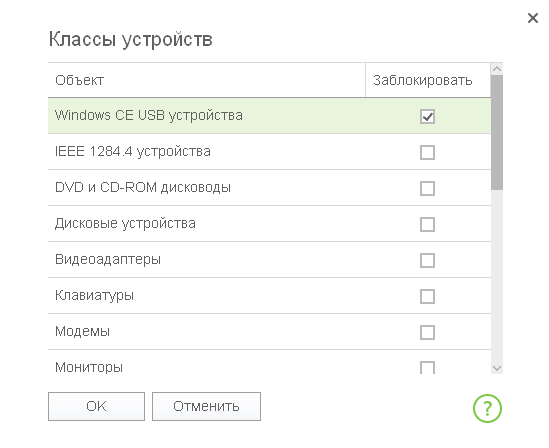 Классы устройств
Объект Заблокировать
Windows CE USB устройства
IEEE 1284.4 устройства
DVD и CD-ROM дисководы
Дисковые устройства
Видеоадаптеры
Клавиатуры
Модемы
Мониторы
OK Отменить ?